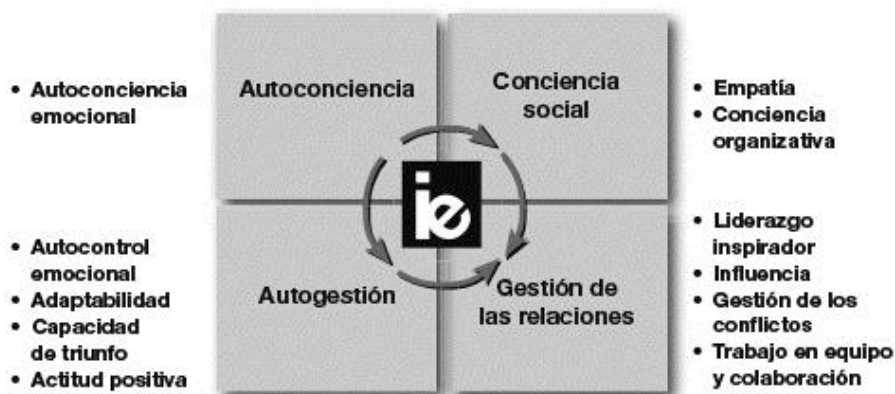 • Autoconciencia
emocional
Autoconciencia
Conciencia
social
• Empatía
• Conciencia
organizativa
ie
• Autocontrol
emocional
• Adaptabilidad
• Capacidad
de triunfo
• Actitud positiva
Autogestión
Gestión de
las relaciones
• Liderazgo
inspirador
• Influencia
• Gestión de los
conflictos
• Trabajo en equipo
y colaboración